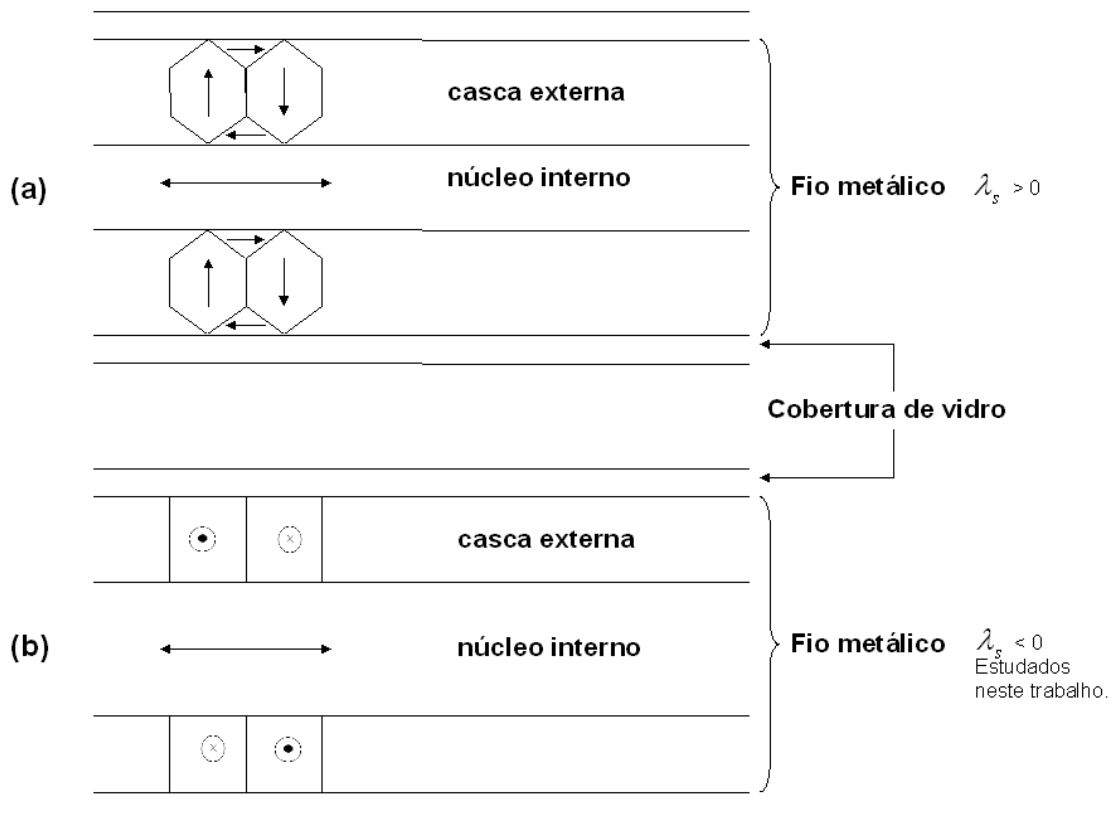 casca externa
(a)
núcleo interno
Fio metálico λs > 0
Cobertura de vidro
casca externa
(b)
núcleo interno
Fio metálico λs < 0
Estudados
neste trabalho.